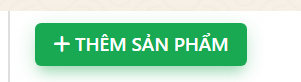 + THÊM SẢN PHẨM